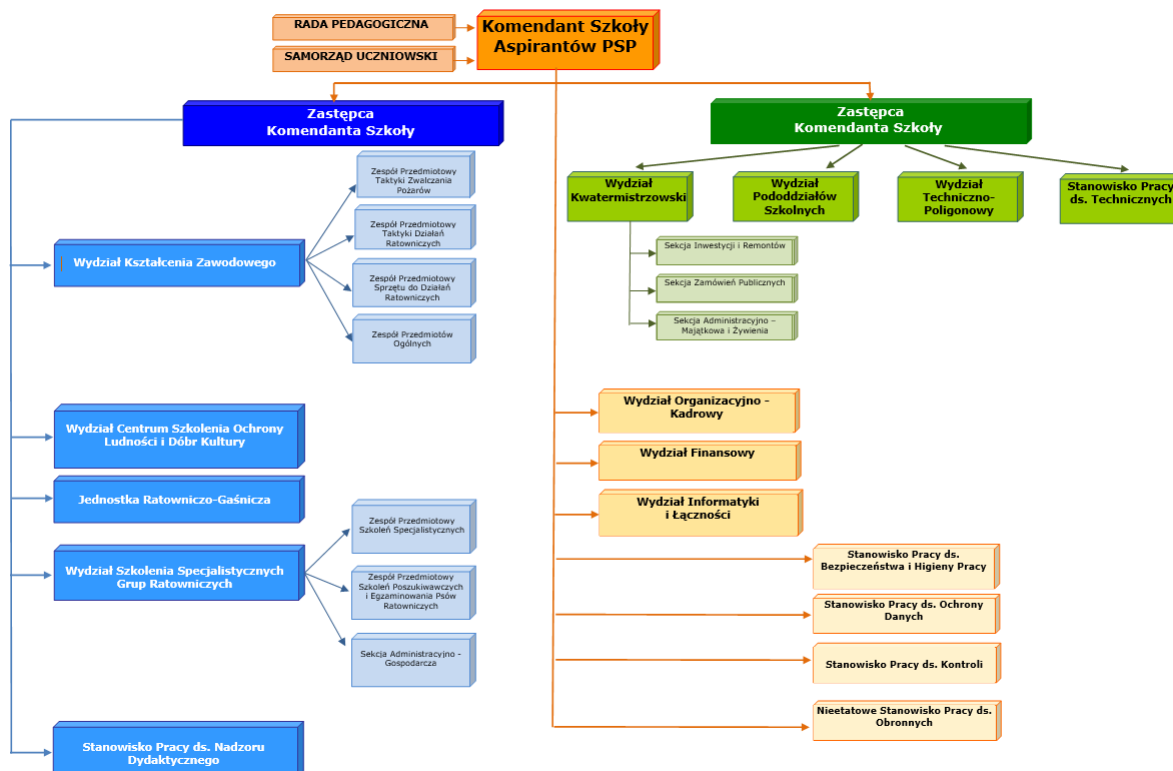 RADA PEDAGOGICZNA
SAMORZĄD UCZNIOWSKI
Komendant Szkoły
Aspirantów PSP
Zastępca
Komendanta Szkoły
Zastępca
Komendanta Szkoły
Zespół Przedmiotowy
Taktyki Zwalczania
Pożarów
Zespół Przedmiotowy
Taktyki Działań
Ratowniczych
Wydział Kształcenia Zawodowego
Zespół Przedmiotowy
Sprzętu do Działań
Ratowniczych
Zespół Przedmiotów
Ogólnych
Wydział
Kwatermistrzowski
Wydział
Pododdziałów
Szkolnych
Wydział
Techniczno-
Poligonowy
Stanowisko Pracy
ds. Technicznych
Sekcja Inwestycji i Remontów
Sekcja Zamówień Publicznych
Sekcja Administracyjno –
Majątkowa i Żywienia
Wydział Centrum Szkolenia Ochrony
Ludności i Dóbr Kultury
Jednostka Ratowniczo-Gaśnicza
Wydział Szkolenia Specjalistycznych
Grup Ratowniczych
Zespół Przedmiotowy
Szkoleń Specjalistycznych
Zespół Przedmiotowy
Szkoleń Poszukiwawczych
i Egzaminowania Psów
Ratowniczych
Sekcja Administracyjno –
Gospodarcza
Stanowisko Pracy ds. Nadzoru
Dydaktycznego
Wydział Organizacyjno -
Kadrowy
Wydział Finansowy
Wydział Informatyki
i Łączności
Stanowisko Pracy ds.
Bezpieczeństwa i Higieny Pracy
Stanowisko Pracy ds. Ochrony
Danych
Stanowisko Pracy ds. Kontroli
Nieetatowe Stanowisko Pracy ds.
Obronnych